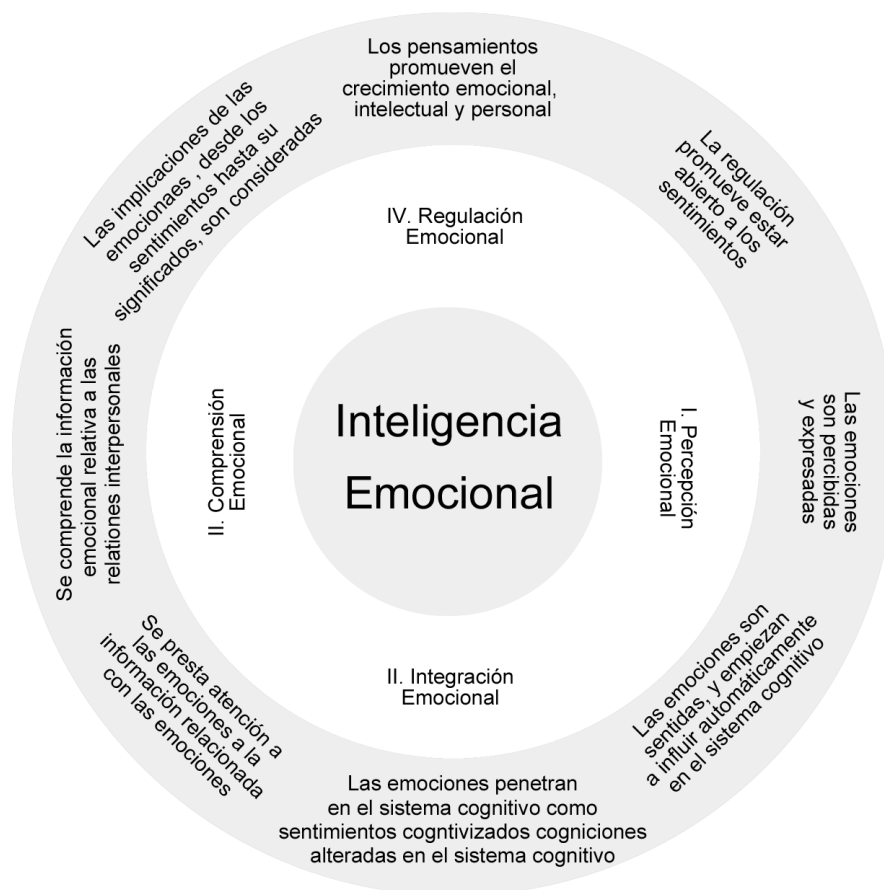 Los pensamientos
promueven el
crecimiento emocional,
intelectual y personal
La regulación
promueve estar
abierto a los
sentimientos
Las emociones
son percibidas
y expresadas
Las emociones son
sentidas, y empiezan
a influir automáticamente
en el sistema cognitivo
Las emociones penetran
en el sistema cognitivo como
sentimientos cogntivizados cogniciones
alteradas en el sistema cognitivo
Se presta atención a
las emociones a la
información relacionada
con las emociones
Se comprende la información
emocional relativa a las
relationes interpersonales
Las implicaciones de las
emocionaes , desde los
sentimientos hasta su
significados, son consideradas
IV. Regulación
Emocional
I. Percepción
Emocional
II. Integración
Emocional
II. Comprensión
Emocional
Inteligencia
Emocional